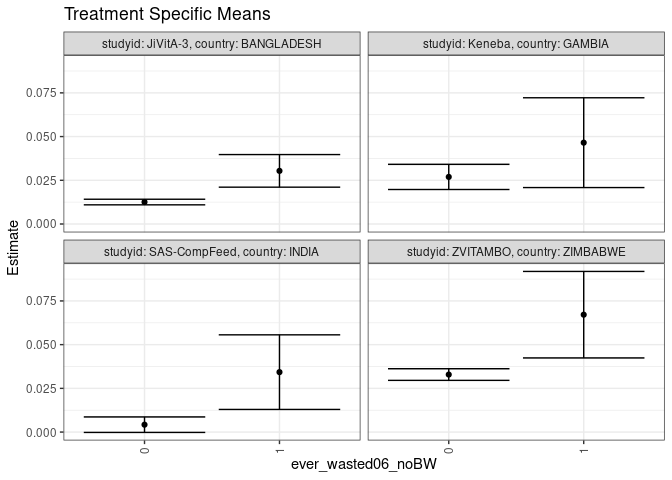 Treatment Specific Means
studyid: JiVitA-3, country: BANGLADESH
studyid: Keneba, country: GAMBIA
0.075
0.050
0.025
0.000
studyid: SAS-CompFeed, country: INDIA
studyid: ZVITAMBO, country: ZIMBABWE
0.075
0.050
0.025
0.000
Estimate
0
1
0
1
ever_wasted06_noBW